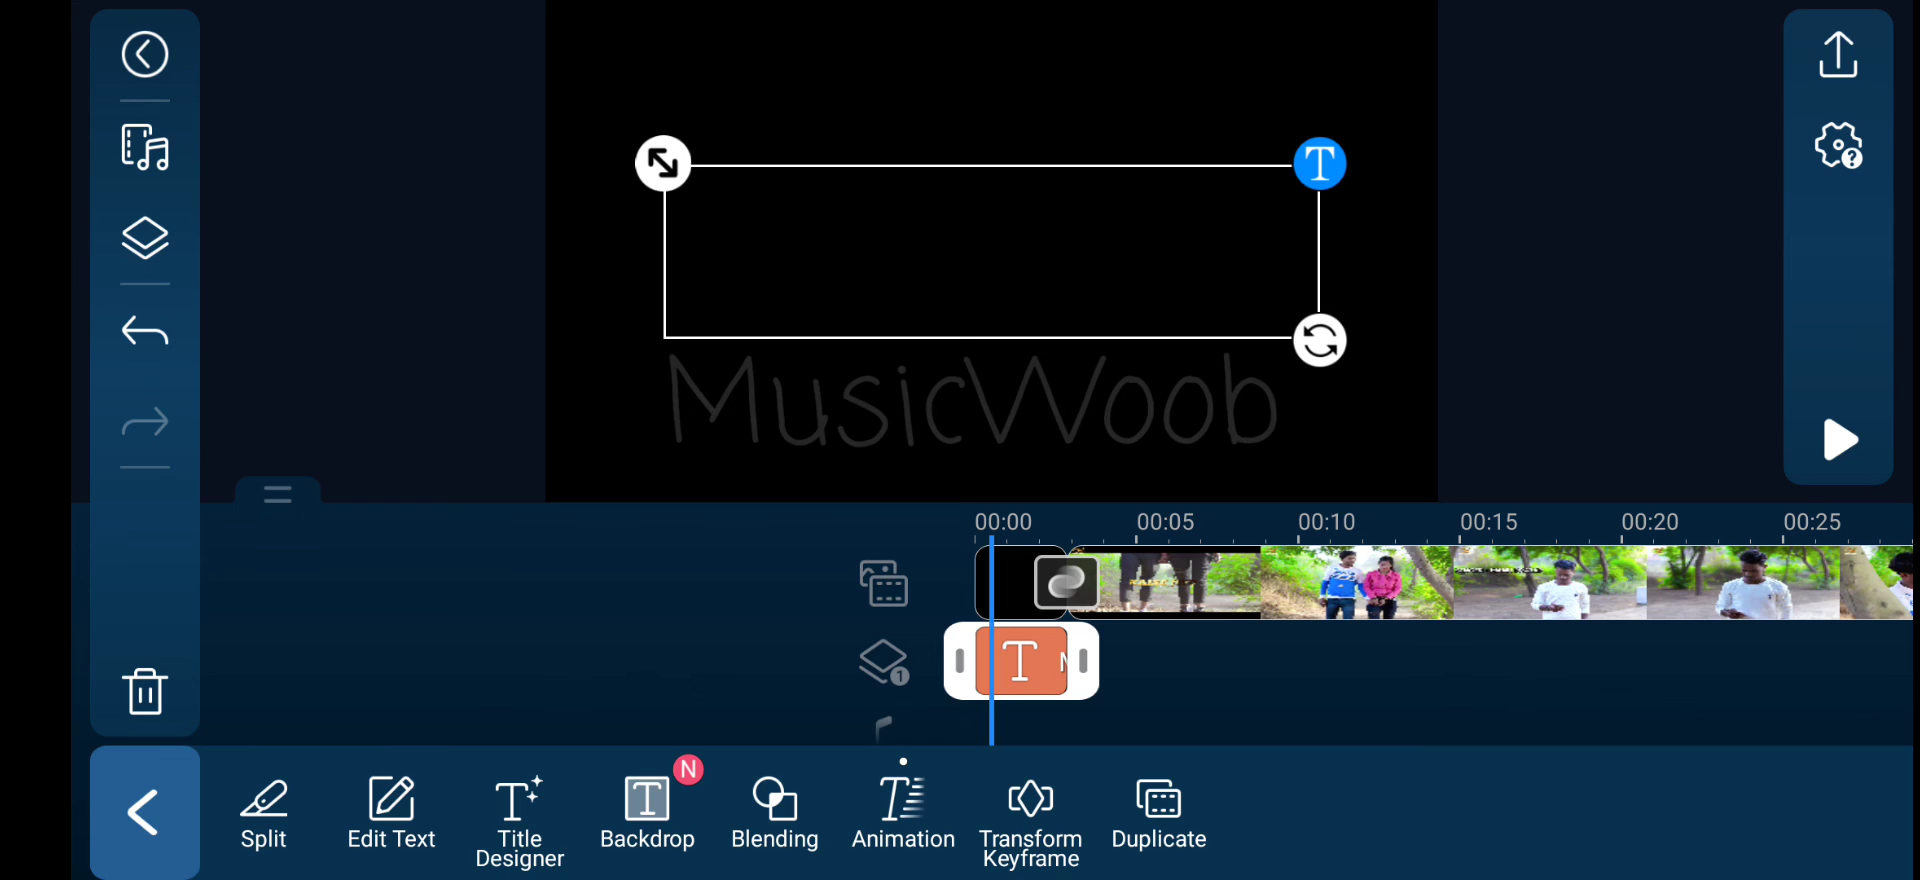 T
MusicWoob
00:00 00:05 00:10 00:15 00:20 00:25
T
1
N
Split
Edit Text
Title Designer
Backdrop
Blending
Animation
Transform Keyframe
Duplicate